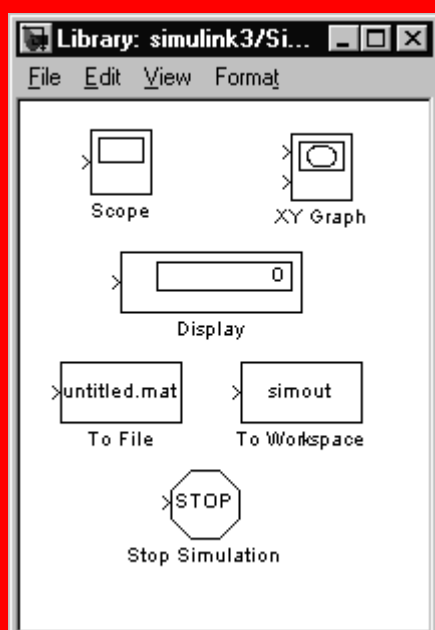 Library: simulink3/Si...
File Edit View Format
Scope
XY Graph
0
Display
untitled.mat
simout
To File
To Workspace
STOP
Stop Simulation